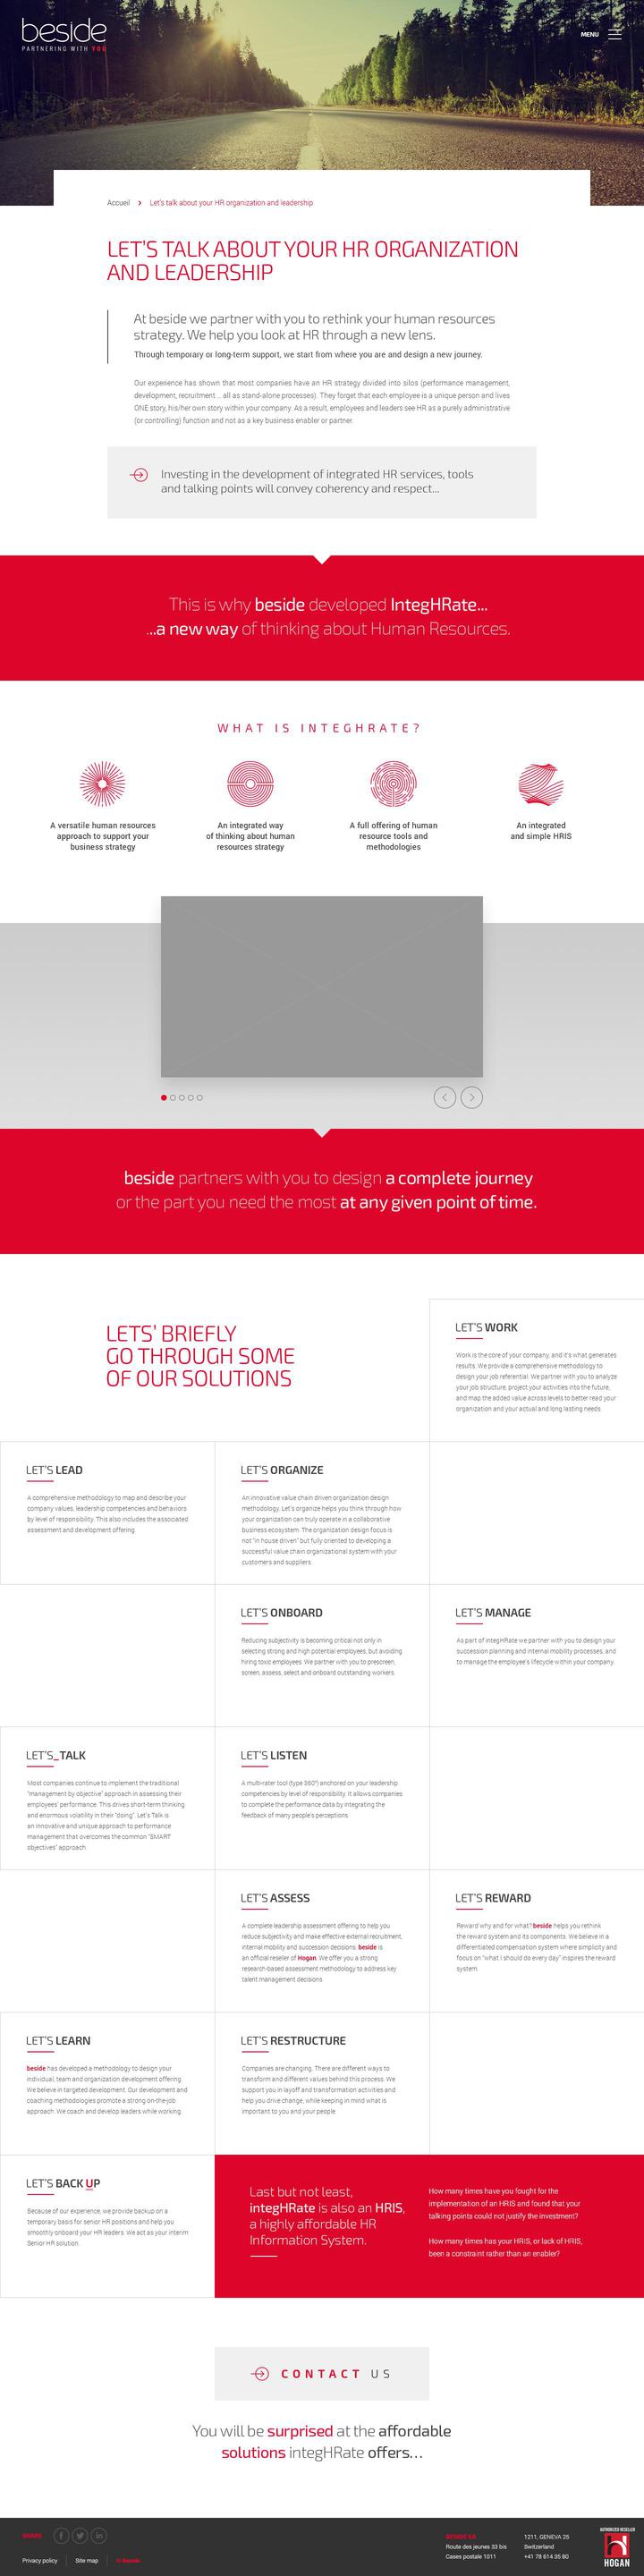 beside
PARTNERING WITH YOU
MENU
Accueil > Let's talk about your HR organization and leadership
LET'S TALK ABOUT YOUR HR ORGANIZATION
AND LEADERSHIP
At beside we partner with you to rethink your human resources
strategy. We help you look at HR through a new lens.
Through temporary or long-term support, we start from where you are and design a new journey.
Our experience has shown that most companies have an HR strategy divided into silos (performance management,
development, recruitment ... all as stand-alone processes). They forget that each employee is a unique person and lives
ONE story, his/her own story within your company. As a result, employees and leaders see HR as a purely administrative
(or controlling) function and not as a key business enabler or partner.
Investing in the development of integrated HR services, tools
and talking points will convey coherency and respect...
This is why beside developed IntegHRate...
...a new way of thinking about Human Resources.
WHAT IS INTEGHRATE?
A versatile human resources
approach to support your
business strategy
An integrated way
of thinking about human
resources strategy
A full offering of human
resource tools and
methodologies
An integrated
and simple HRIS
beside partners with you to design a complete journey
or the part you need the most at any given point of time.
LETS' BRIEFLY
GO THROUGH SOME
OF OUR SOLUTIONS
LET'S WORK
Work is the core of your company, and it's what generates
results. We provide a comprehensive methodology to
design your job referential. We partner with you to analyze
your job structure, project your activities into the future,
and map the added value across levels to better read your
organization and your actual and long lasting needs.
LET'S LEAD
A comprehensive methodology to map and describe your
company values, leadership competencies and behaviors
by level of responsibility. This also includes the associated
assessment and development offering.
LET'S ORGANIZE
An innovative value chain driven organization design
methodology. Let's organize helps you think through how
your organization can truly operate in a collaborative
business ecosystem. The organization design focus is
not "in house driven" but fully oriented to developing a
successful value chain organizational system with your
customers and suppliers.
LET'S ONBOARD
Reducing subjectivity is becoming critical not only in
selecting strong and high potential employees, but avoiding
hiring toxic employees. We partner with you to prescreen,
screen, assess, select and onboard outstanding workers.
LET'S MANAGE
As part of integHRate we partner with you to design your
succession planning and internal mobility processes, and
to manage the employee's lifecycle within your company.
LET'S_TALK
Most companies continue to implement the traditional
"management by objective" approach in assessing their
employees' performance. This drives short-term thinking
and enormous volatility in their "doing". Let's Talk is
an innovative and unique approach to performance
management that overcomes the common "SMART
objectives" approach.
LET'S LISTEN
A multi-rater tool (type 360°) anchored on your leadership
competencies by level of responsibility. It allows companies
to complete the performance data by integrating the
feedback of many people's perceptions.
LET'S ASSESS
A complete leadership assessment offering to help you
reduce subjectivity and make effective external recruitment,
internal mobility and succession decisions. beside is
an official reseller of Hogan. We offer you a strong
research-based assessment methodology to address key
talent management decisions
LET'S REWARD
Reward why and for what? beside helps you rethink
the reward system and its components. We believe in a
differentiated compensation system where simplicity and
focus on "what I should do every day" inspires the reward
system.
LET'S LEARN
beside has developed a methodology to design your
individual, team and organization development offering.
We believe in targeted development. Our development and
coaching methodologies promote a strong on-the-job
approach. We coach and develop leaders while working.
LET'S RESTRUCTURE
Companies are changing. There are different ways to
transform and different values behind this process. We
support you in layoff and transformation activities and
help you drive change, while keeping in mind what is
important to you and your people.
LET'S BACK UP
Because of our experience, we provide backup on a
temporary basis for senior HR positions and help you
smoothly onboard your HR leaders. We act as your interim
Senior HR solution.
Last but not least,
integHRate is also an HRIS,
a highly affordable HR
Information System.
How many times have you fought for the
implementation of an HRIS and found that your
talking points could not justify the investment?
How many times has your HRIS, or lack of HRIS,
been a constraint rather than an enabler?
CONTACT US
You will be surprised at the affordable
solutions integHRate offers...
SHARE
Privacy policy
Site map
© Beside
BESIDE SA
Route des jeunes 33 bis
Cases postale 1011
1211, GENEVA 26
Switzerland
+41 78 614 35 80
AUTHORIZED RESELLER
HOGAN